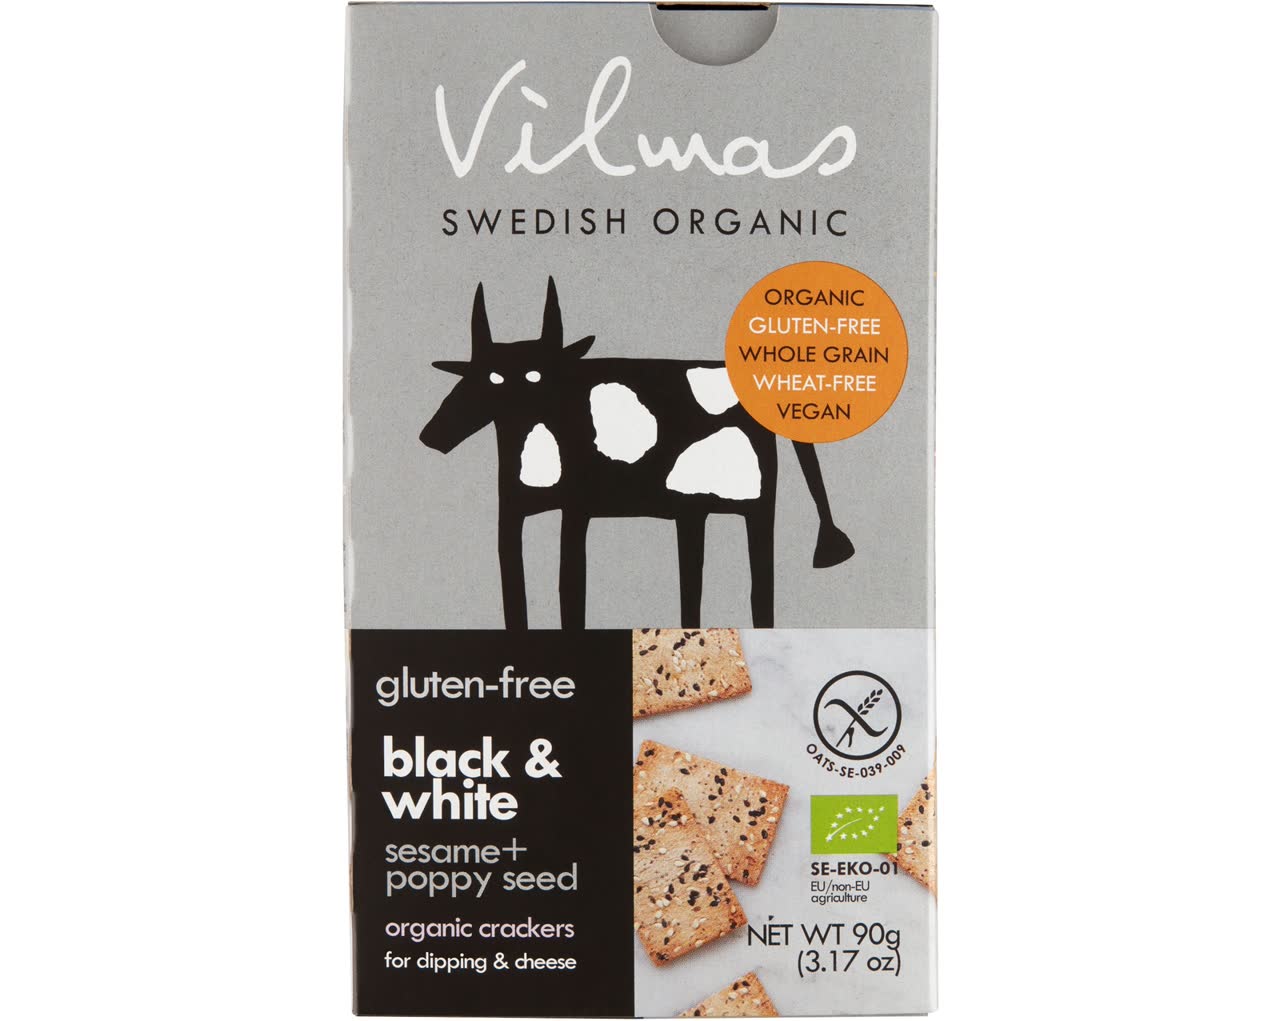 Vilmas
SWEDISH ORGANIC
ORGANIC
GLUTEN-FREE
WHOLE GRAIN
WHEAT-FREE
VEGAN
gluten-free
black &
white
sesame+
poppy seed
organic crackers
for dipping & cheese
OATS-SE-039-009
SE-EKO-01
EU/non-EU
agriculture
NET WT 90g
(3.17 oz)